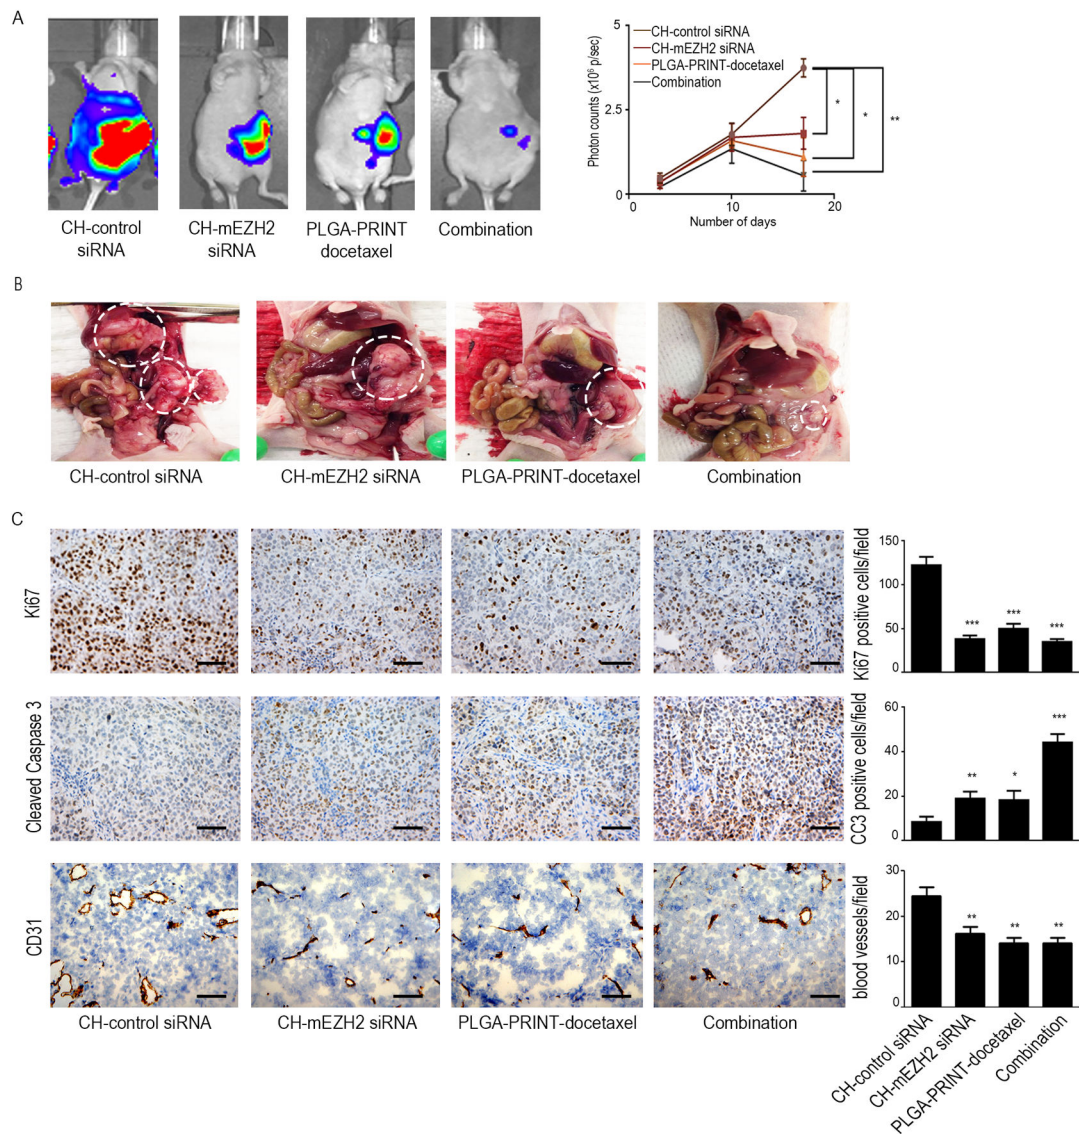 A
CH-control
siRNA
CH-mEZH2
siRNA
PLGA-PRINT
docetaxel
Combination
Photon counts (x10⁶ p/sec)
5
2.5
0
0
10
20
Number of days
CH-control siRNA
CH-mEZH2 siRNA
PLGA-PRINT-docetaxel
Combination
*
*
**
B
CH-control siRNA
CH-mEZH2 siRNA
PLGA-PRINT-docetaxel
Combination
C
Ki67
Ki67 positive cells/field
150
100
50
0
***
***
***
Cleaved Caspase 3
CC3 positive cells/field
60
40
20
0
**
*
***
CD31
blood vessels/field
30
20
10
0
**
**
**
CH-control siRNA
CH-mEZH2 siRNA
PLGA-PRINT-docetaxel
Combination
CH-control siRNA
CH-mEZH2 siRNA
PLGA-PRINT-docetaxel
Combination